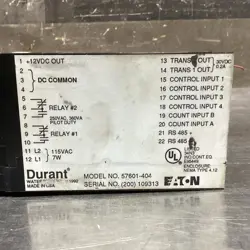 1 +12VDC OUT
2
3 DC COMMON
4
5
6
7 RELAY #2
8 250VAC, 360VA
PILOT DUTY
9
10 RELAY #1
11 L2 115VAC
12 L1 7W
13 TRANS OUT 30VDC
14 TRANS 1 OUT 0.2A
15 CONTROL INPUT 1
16 CONTROL INPUT 2
17 CONTROL INPUT 3
18 CONTROL INPUT 4
19 COUNT INPUT B
20 COUNT INPUT A
21 RS 485
22 RS 485
UL
LISTED
IND.CONT.EQ.
ENCLOSURE
NEMA TYPE 4,12
Durant
MADE IN USA
MODEL NO. 57601-404
SERIAL NO. (200) 109313
EATON